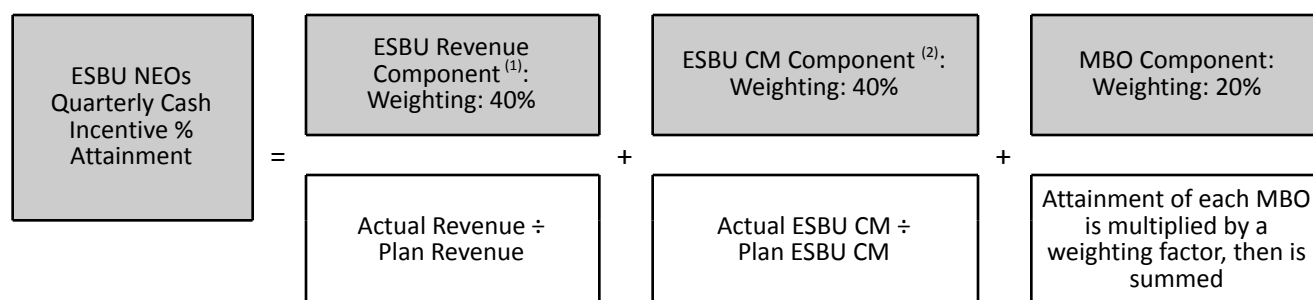 ESBU NEOs
Quarterly Cash
Incentive %
Attainment
=
ESBU Revenue
Component (1):
Weighting: 40%
Actual Revenue ÷
Plan Revenue
+
ESBU CM Component (2):
Weighting: 40%
Actual ESBU CM ÷
Plan ESBU CM
+
MBO Component:
Weighting: 20%
Attainment of each MBO
is multiplied by a
weighting factor, then is
summed